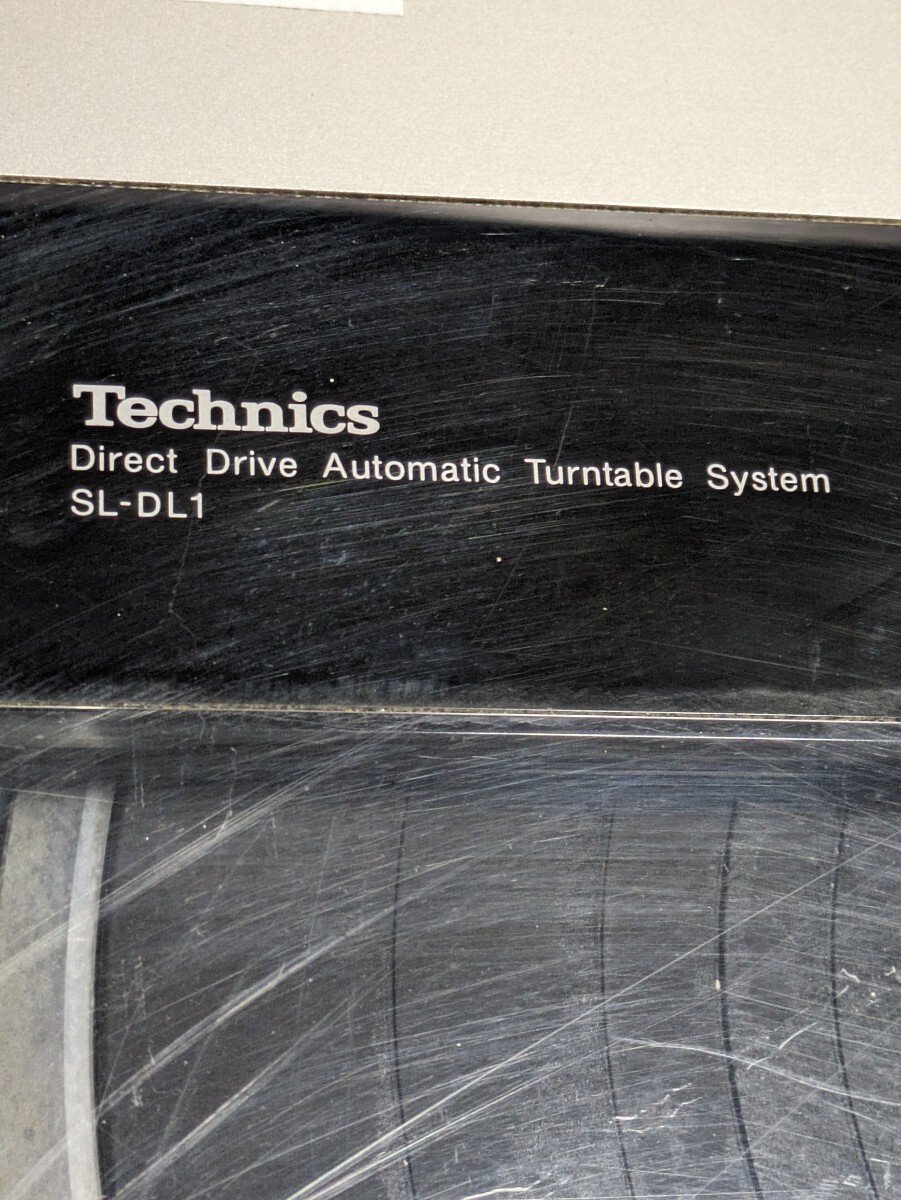 Technics
Direct Drive Automatic Turntable System
SL-DL1